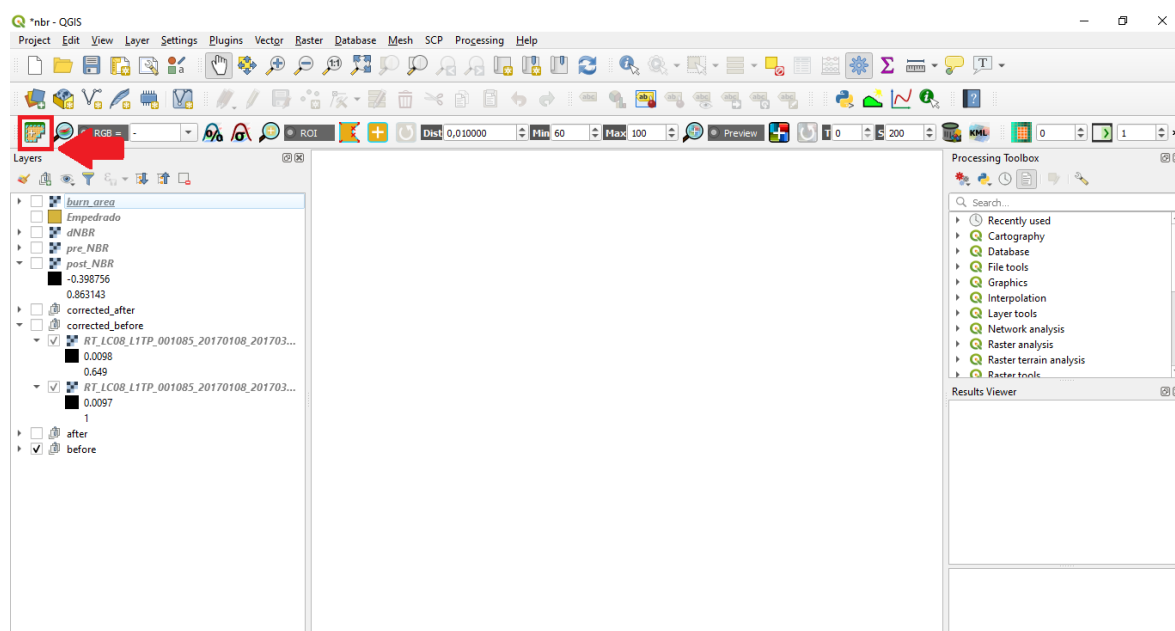 *nbr - QGIS
Project Edit View Layer Settings Plugins Vector Raster Database Mesh SCP Processing Help
RGB = - ROI Dist 0,010000 Min 60 Max 100 Preview T 0 S 200 KML 0 1
Layers
Processing Toolbox
Search...
burn_area
Empedrado
dNBR
pre_NBR
post_NBR
-0.398756
0.863143
corrected_after
corrected_before
RT_LC08_L1TP_001085_20170108_201703...
0.0098
0.649
RT_LC08_L1TP_001085_20170108_201703...
0.0097
1
after
before
Recently used
Cartography
Database
File tools
Graphics
Interpolation
Layer tools
Network analysis
Raster analysis
Raster terrain analysis
Raster tools
Results Viewer